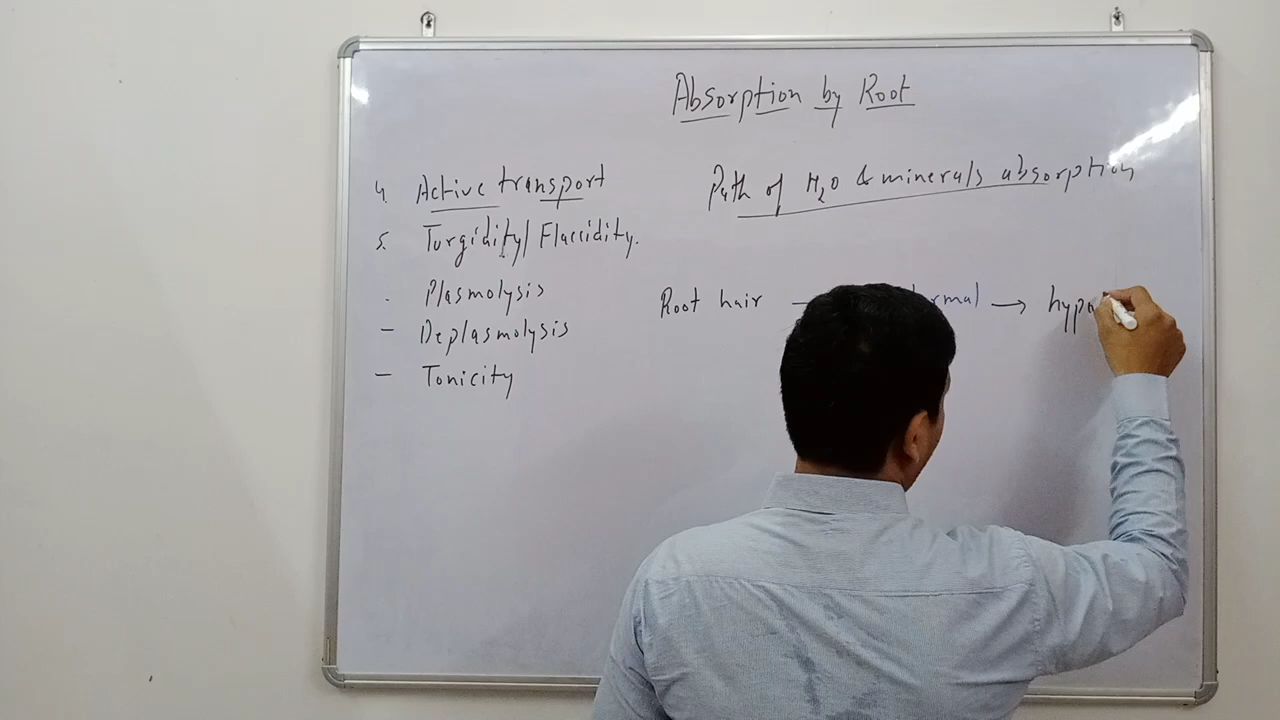 Absorption by Root
4. Active transport
5. Turgidity/ Flaccidity.
Plasmolysis
- Deplasmolysis
- Tonicity
Path of H₂O & minerals absorption
Root hair → →